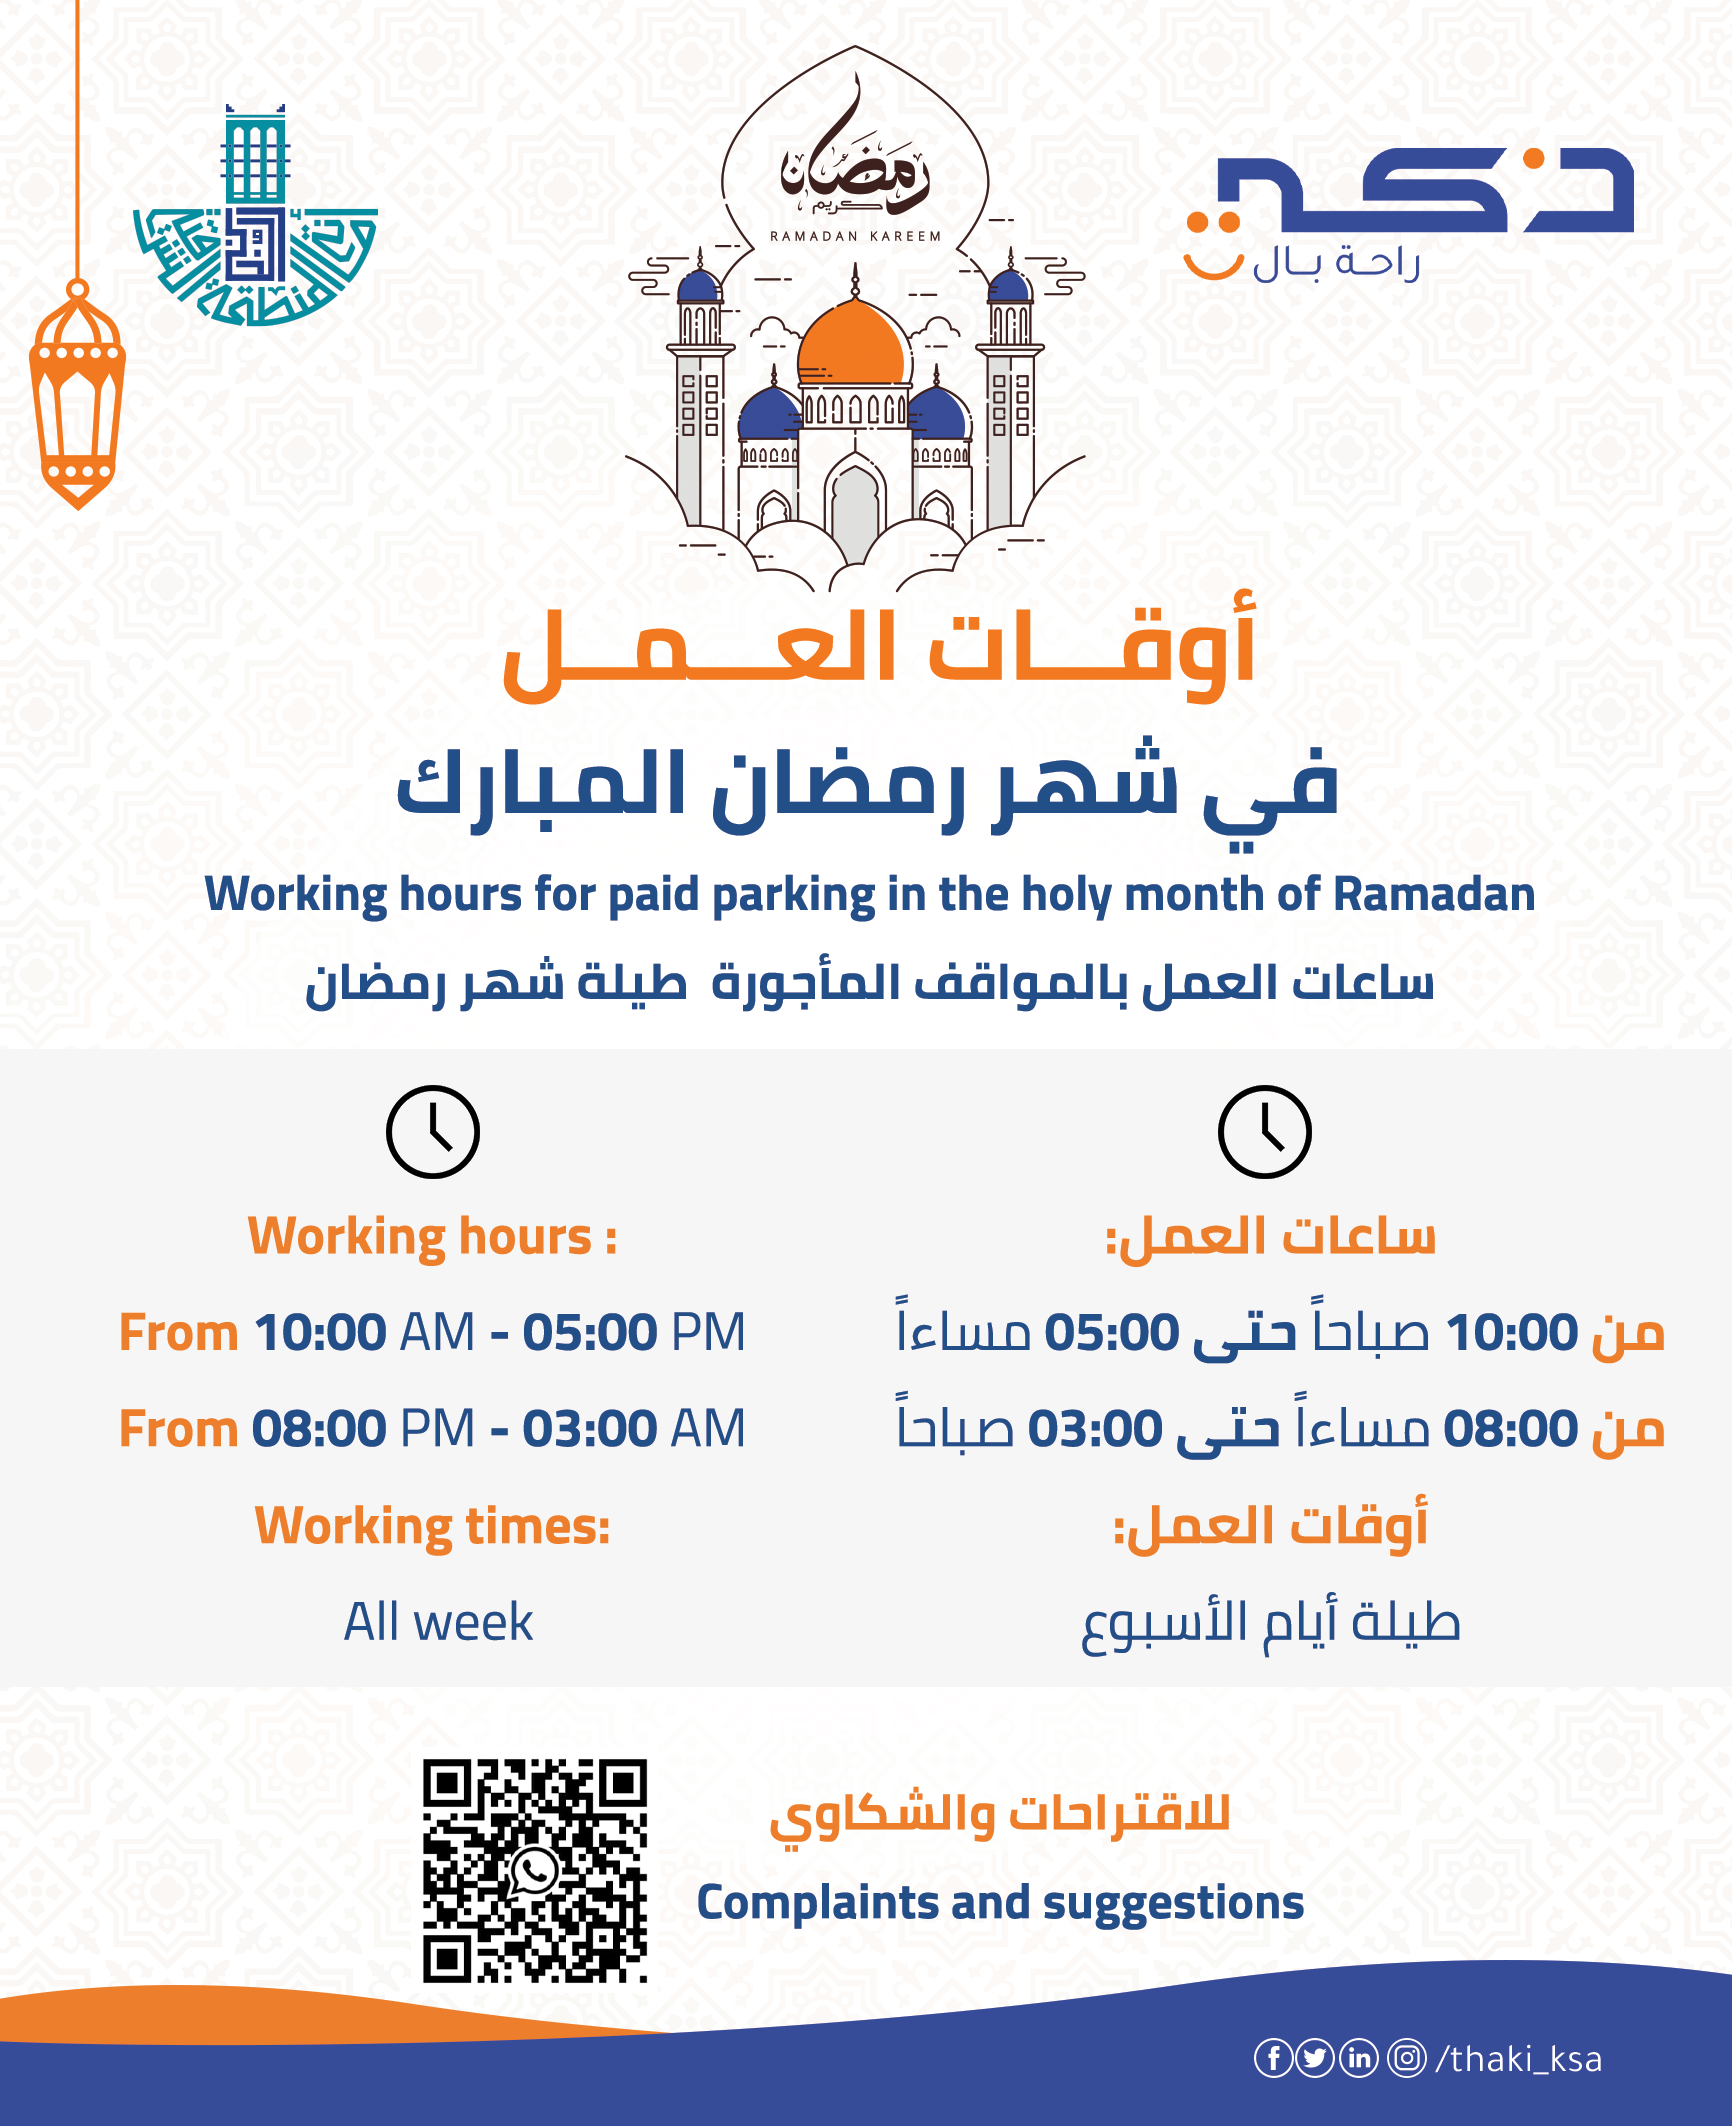 رمضان
كريم
RAMADAN KAREEM
ذكي
راحة بال
أوقات العمل
في شهر رمضان المبارك
Working hours for paid parking in the holy month of Ramadan
ساعات العمل بالمواقف المأجورة طيلة شهر رمضان
ساعات العمل:
من 10:00 صباحاً حتى 05:00 مساءاً
من 08:00 مساءاً حتى 03:00 صباحاً
أوقات العمل:
طيلة أيام الأسبوع
Working hours :
From 10:00 AM - 05:00 PM
From 08:00 PM - 03:00 AM
Working times:
All week
للاقتراحات والشكاوي
Complaints and suggestions
/thaki_ksa